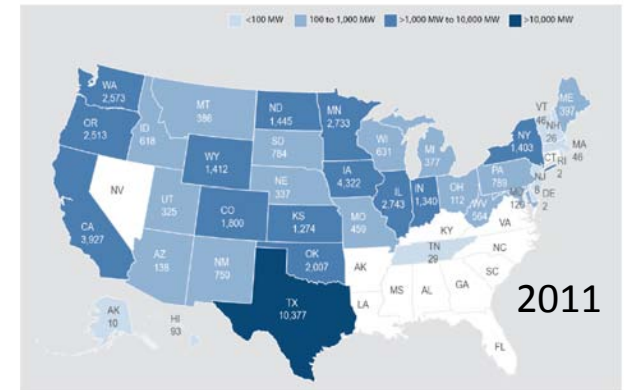 <100 MW 100 to 1,000 MW >1,000 MW to 10,000 MW >10,000 MW
WA
2,573
OR
2,513
CA
3,927
NV
ID
618
MT
386
WY
1,412
UT
325
CO
1,800
AZ
138
NM
750
ND
1,445
SD
784
NE
337
KS
1,274
OK
2,007
TX
10,377
MN
2,733
IA
4,322
MO
459
AK
LA
WI
631
IL
2,743
MI
377
IN
1,340
OH
112
KY
TN
29
MS
AL
GA
FL
SC
NC
VA
WV
564
PA
789
NY
1,403
VT
46
NH
26
ME
397
MA
46
RI
2
CT
NJ
8
DE
2
AK
10
HI
93
2011